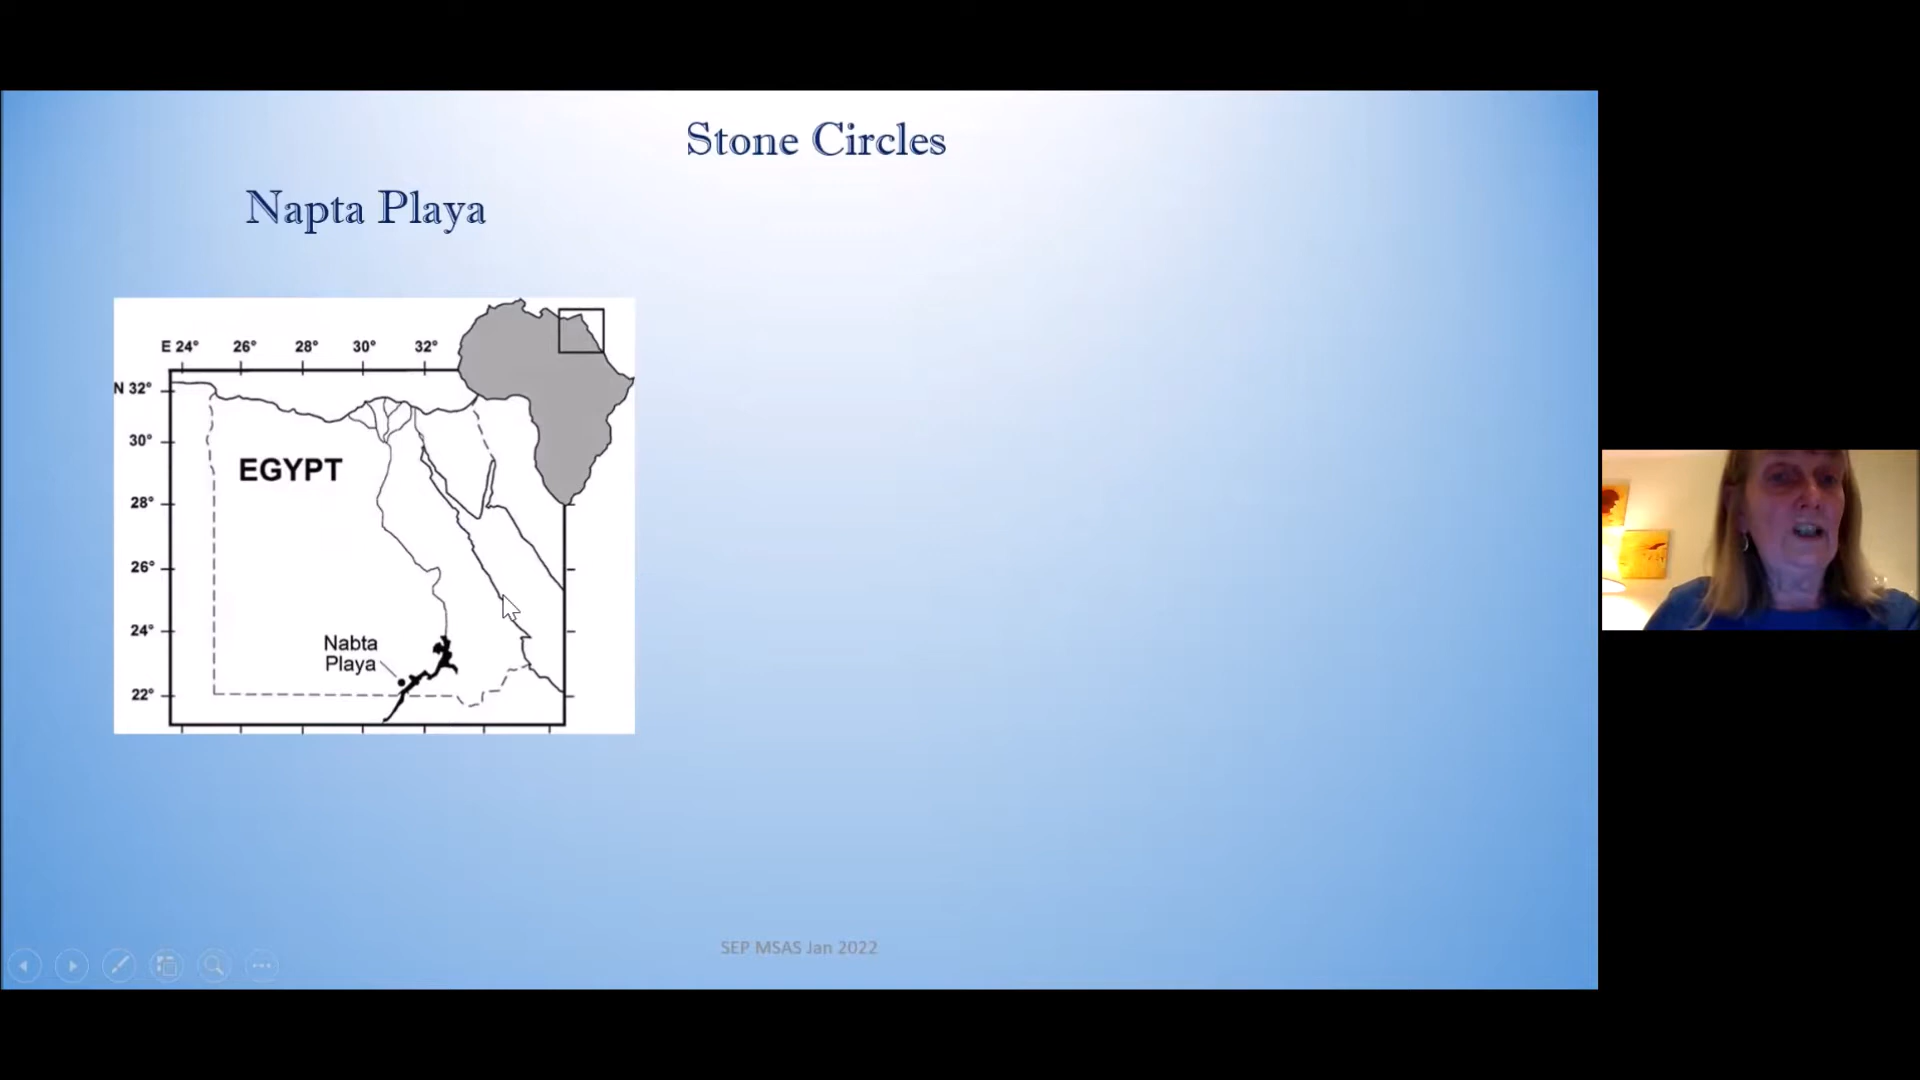 Stone Circles
Napta Playa
E 24° 26° 28° 30° 32°
N 32°
30°
EGYPT
28°
26°
24°
Nabta
Playa
22°
SEP MSAS Jan 2022